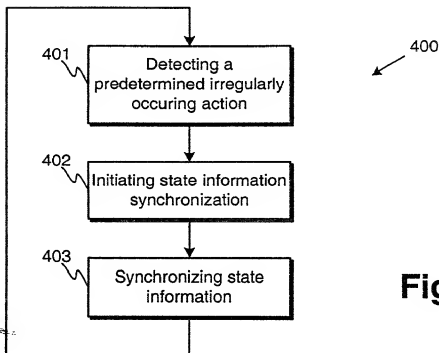 400
401
Detecting a
predetermined irregularly
occuring action
402
Initiating state information
synchronization
403
Synchronizing state
information
Fig